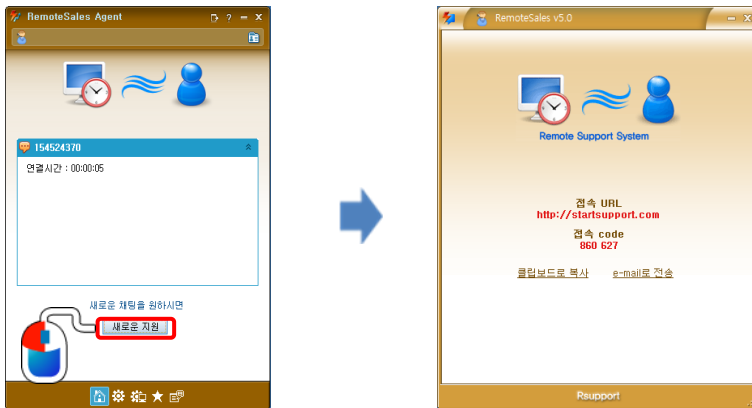 RemoteSales Agent
154524370
연결시간 : 00:00:05
새로운 채팅을 원하시면
새로운 지원
RemoteSales v5.0
Remote Support System
접속 URL
http://startsupport.com
접속 code
860 627
클립보드로 복사 e-mail로 전송
Rsupport